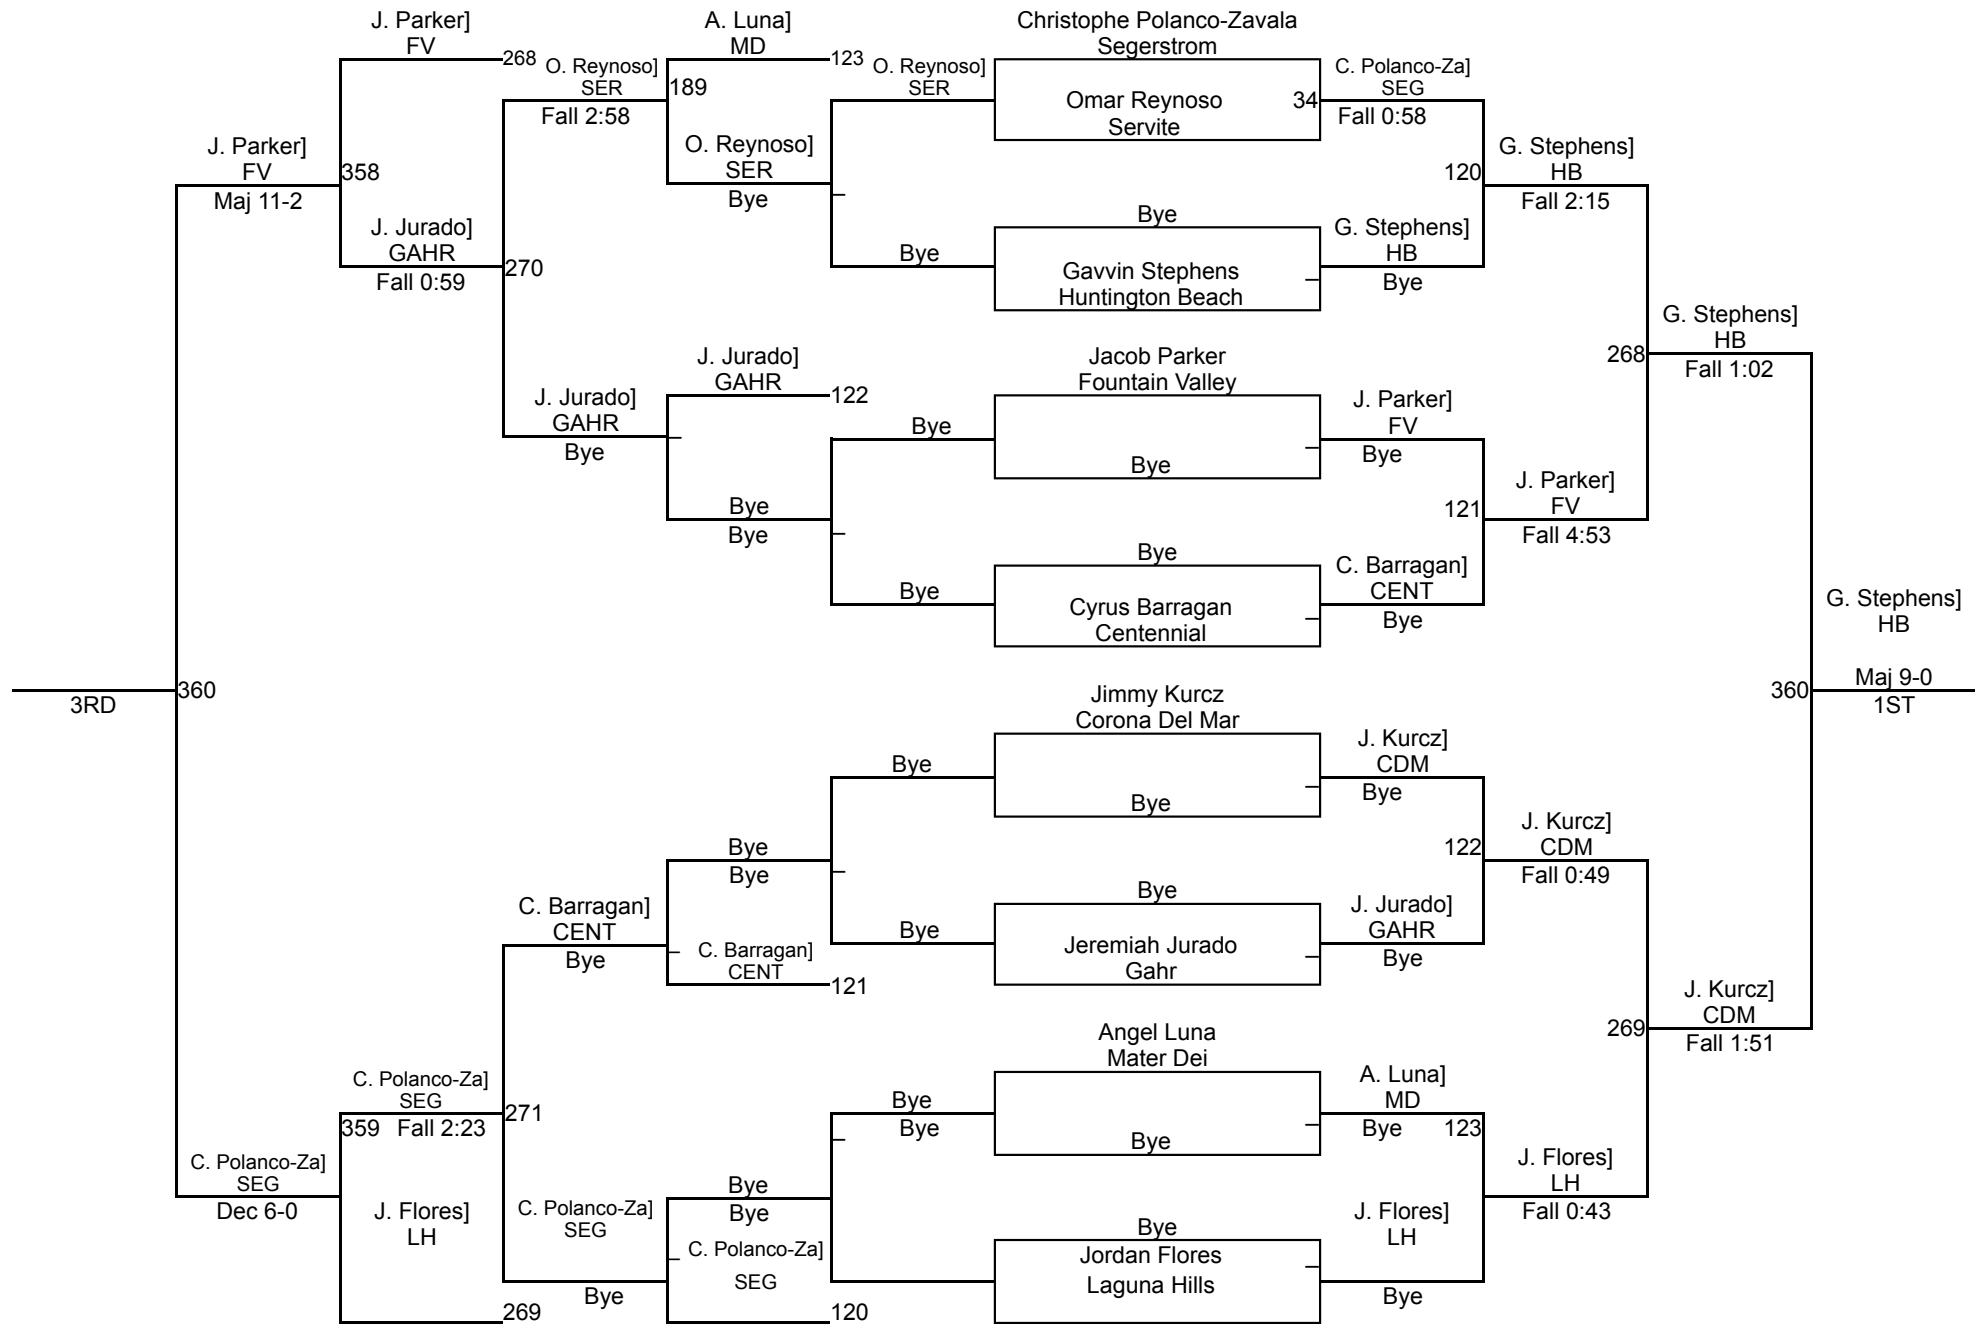 J. Parker]
FV
268
A. Luna]
MD
123
Christophe Polanco-Zavala
Segerstrom
O. Reynoso]
SER
189
Fall 2:58
O. Reynoso]
SER
Omar Reynoso
Servite
34
C. Polanco-Za]
SEG
Fall 0:58
J. Parker]
FV
358
Maj 11-2
O. Reynoso]
SER
Bye
120
G. Stephens]
HB
Fall 2:15
J. Jurado]
GAHR
270
Fall 0:59
Bye
Bye
Gavvin Stephens
Huntington Beach
G. Stephens]
HB
Bye
G. Stephens]
HB
268
Fall 1:02
J. Jurado]
GAHR
122
Jacob Parker
Fountain Valley
J. Jurado]
GAHR
Bye
Bye
Bye
J. Parker]
FV
Bye
Bye
Bye
121
J. Parker]
FV
Fall 4:53
Bye
Bye
Cyrus Barragan
Centennial
C. Barragan]
CENT
Bye
G. Stephens]
HB
3RD
360
360
Maj 9-0
1ST
Jimmy Kurcz
Corona Del Mar
Bye
Bye
J. Kurcz]
CDM
Bye
Bye
Bye
122
J. Kurcz]
CDM
Fall 0:49
C. Barragan]
CENT
Bye
C. Barragan]
CENT
121
Bye
Bye
Jeremiah Jurado
Gahr
J. Jurado]
GAHR
Bye
J. Kurcz]
CDM
269
Fall 1:51
Angel Luna
Mater Dei
C. Polanco-Za]
SEG
271
359
Fall 2:23
Bye
Bye
Bye
A. Luna]
MD
Bye
123
C. Polanco-Za]
SEG
Dec 6-0
J. Flores]
LH
269
C. Polanco-Za]
SEG
Bye
Bye
Bye
C. Polanco-Za]
SEG
120
Bye
Jordan Flores
Laguna Hills
J. Flores]
LH
Bye
J. Flores]
LH
Fall 0:43